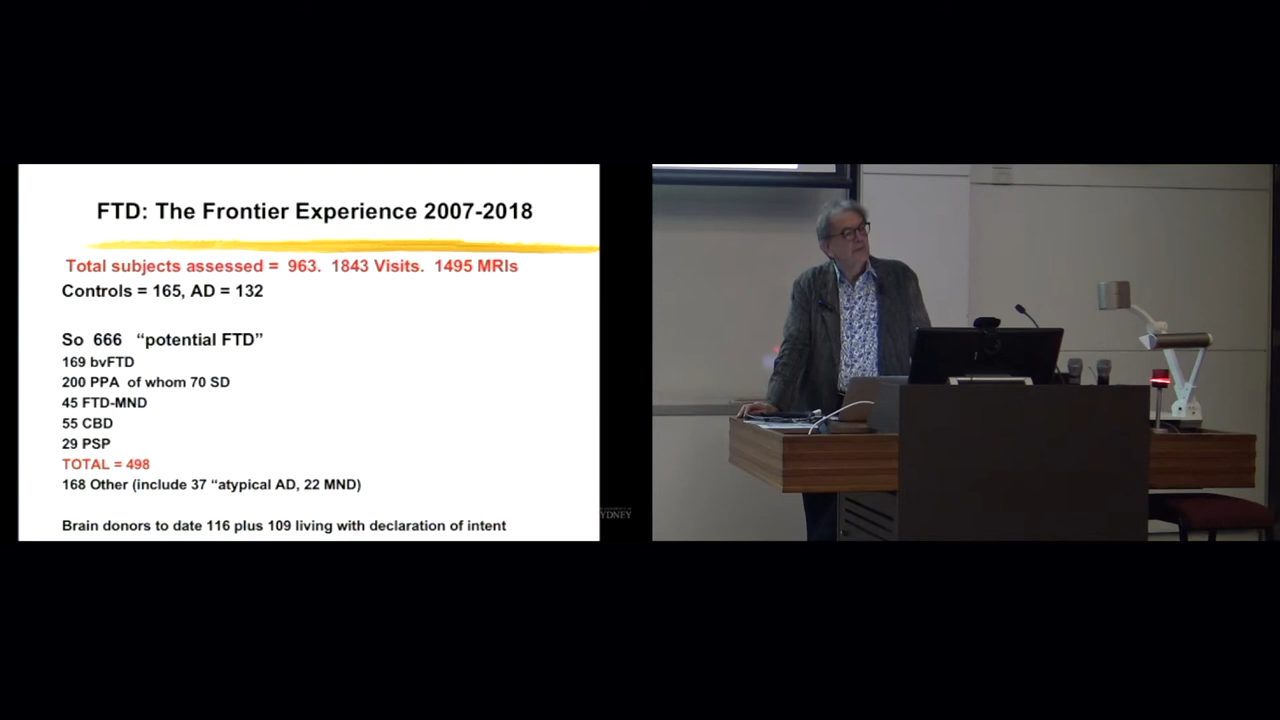 FTD: The Frontier Experience 2007-2018
Total subjects assessed = 963. 1843 Visits. 1495 MRIs
Controls = 165, AD = 132
So 666 “potential FTD”
169 bvFTD
200 PPA of whom 70 SD
45 FTD-MND
55 CBD
29 PSP
TOTAL = 498
168 Other (include 37 “atypical AD, 22 MND)
Brain donors to date 116 plus 109 living with declaration of intent
YDNEY